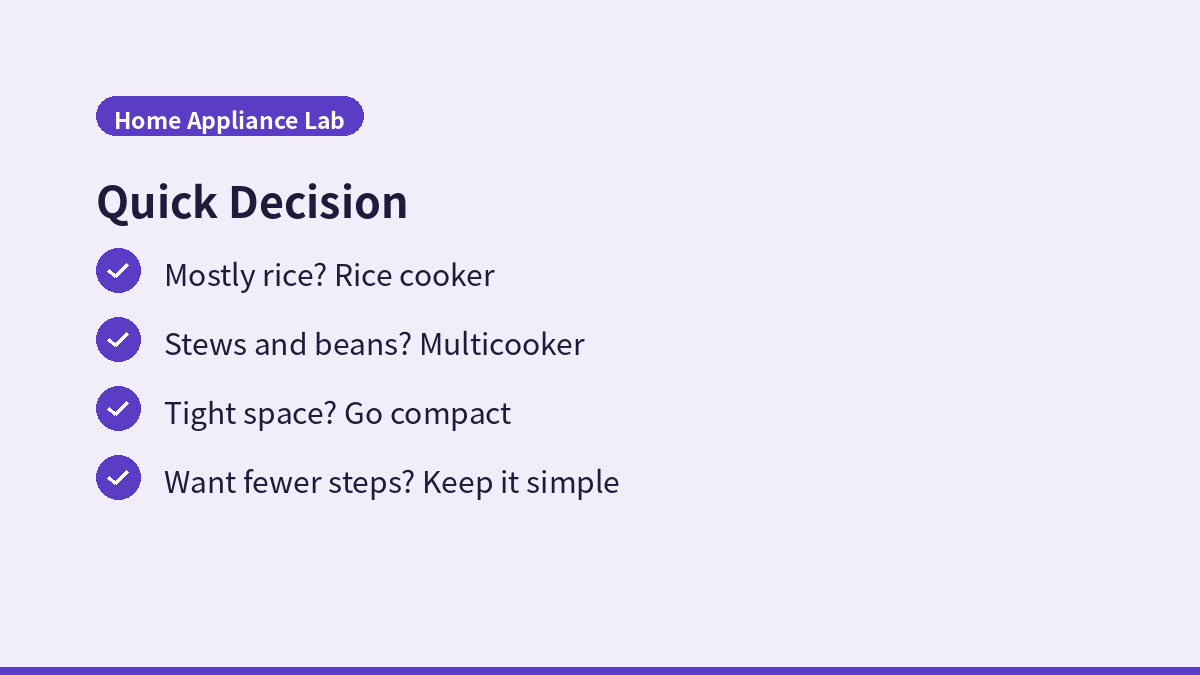 Home Appliance Lab
Quick Decision
Mostly rice? Rice cooker
Stews and beans? Multicooker
Tight space? Go compact
Want fewer steps? Keep it simple